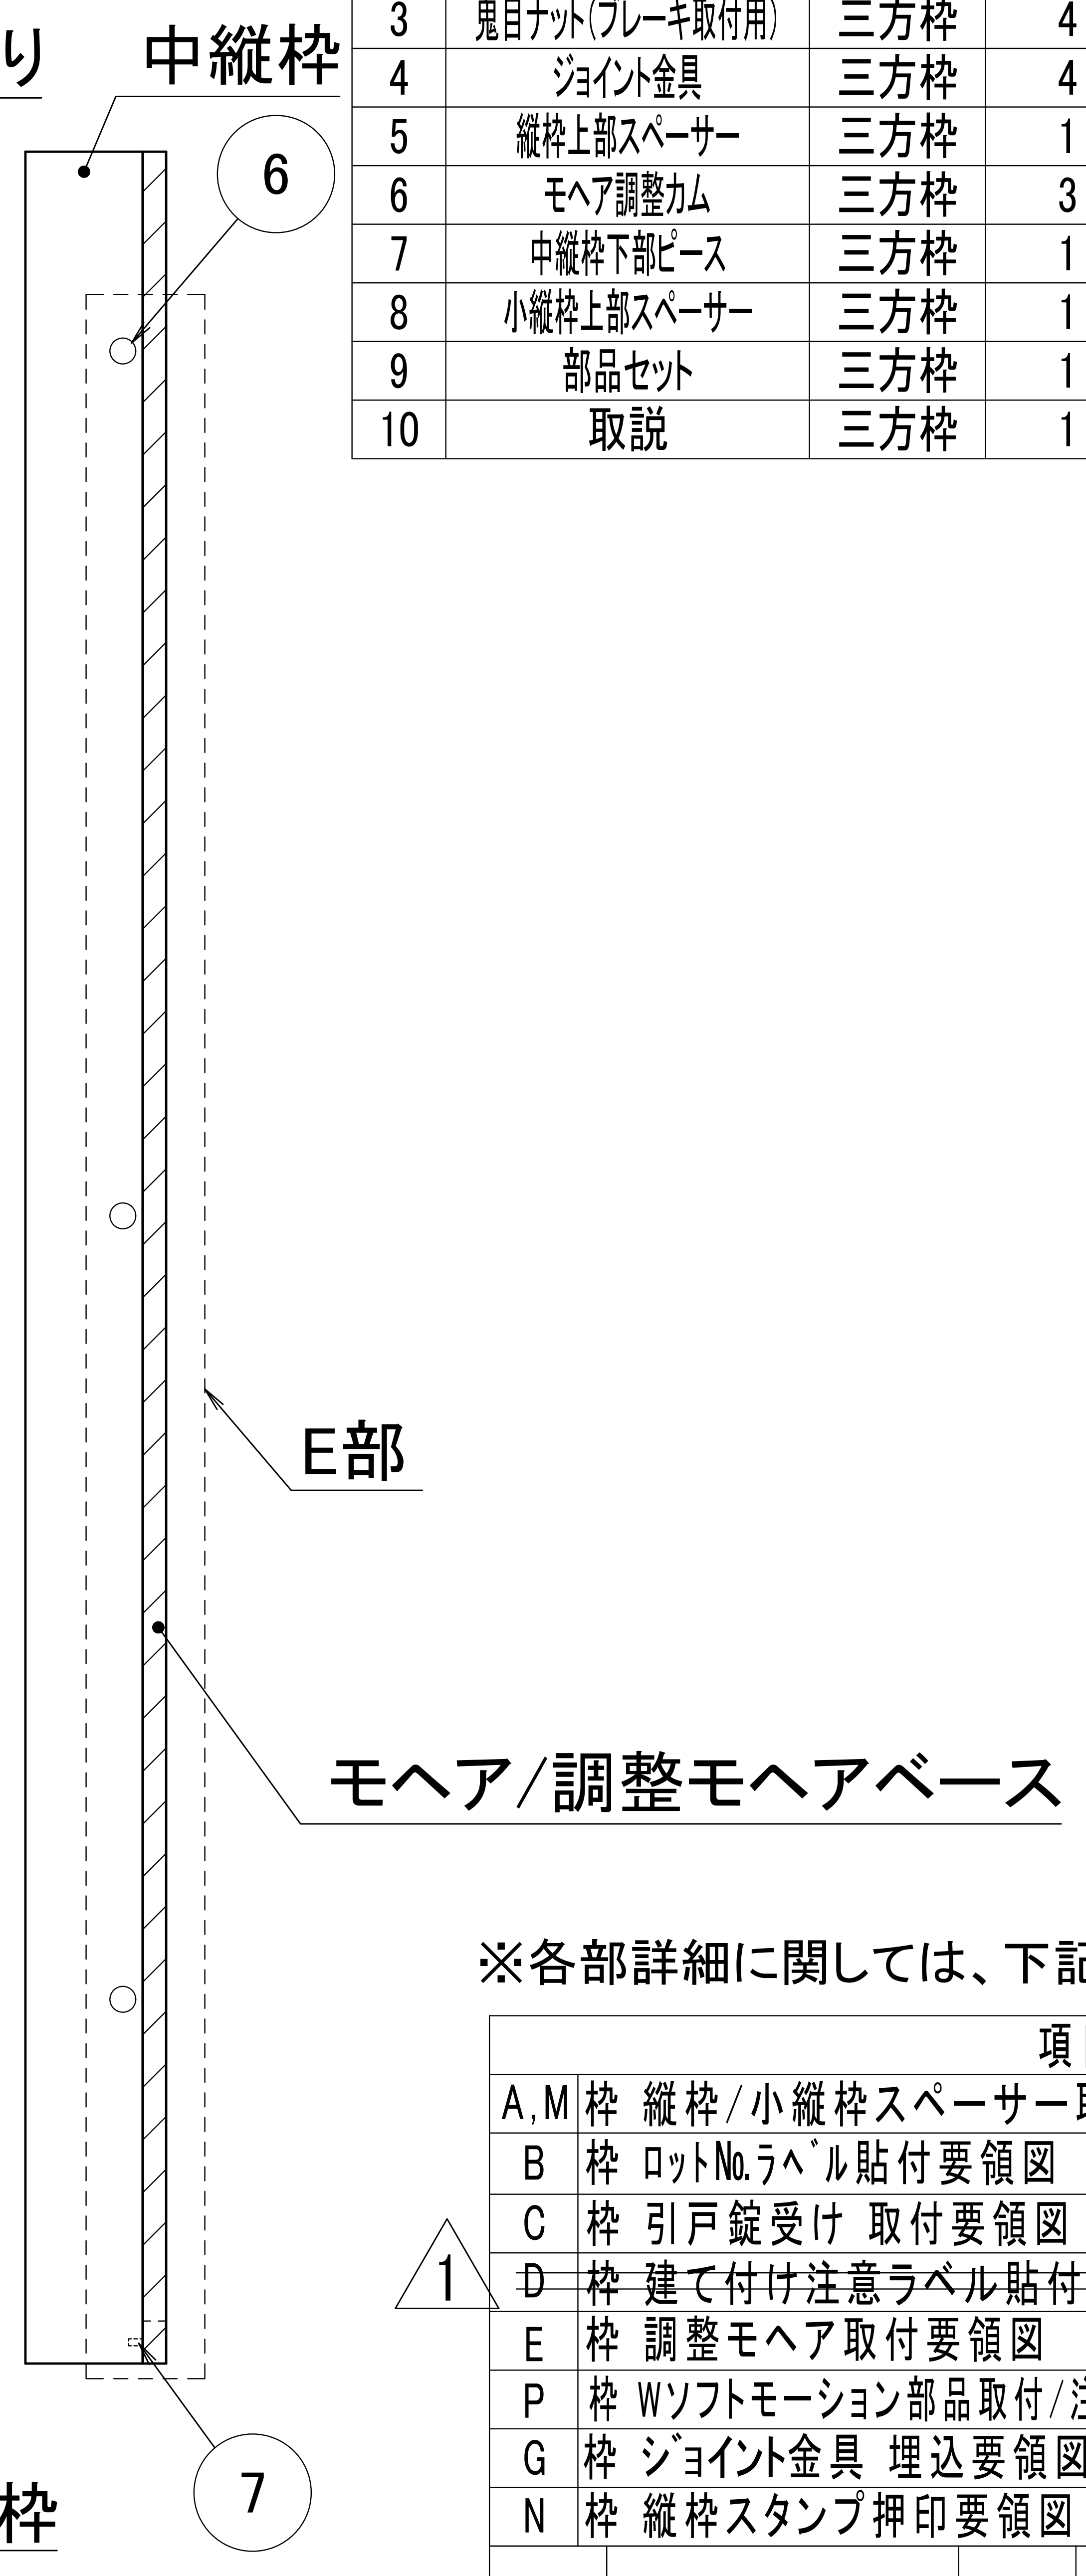 り
中縦枠
3 鬼目ナット(ブレーキ取付用) 三方枠 4
4 ジョイント金具 三方枠 4
5 縦枠上部スペーサー 三方枠 1
6 モヘア調整カム 三方枠 3
7 中縦枠下部ピース 三方枠 1
8 小縦枠上部スペーサー 三方枠 1
9 部品セット 三方枠 1
10 取説 三方枠 1
6
E部
モヘア/調整モヘアベース
※各部詳細に関しては、下記
項
A,M 枠 縦枠/小縦枠スペーサー取
B 枠 ロットNo.ラベル貼付要領図
C 枠 引戸錠受け 取付要領図
1
D 枠 建て付け注意ラベル貼付
E 枠 調整モヘア取付要領図
P 枠 Wソフトモーション部品取付/注
G 枠 ジョイント金具 埋込要領図
N 枠 縦枠スタンプ押印要領図
7
枠